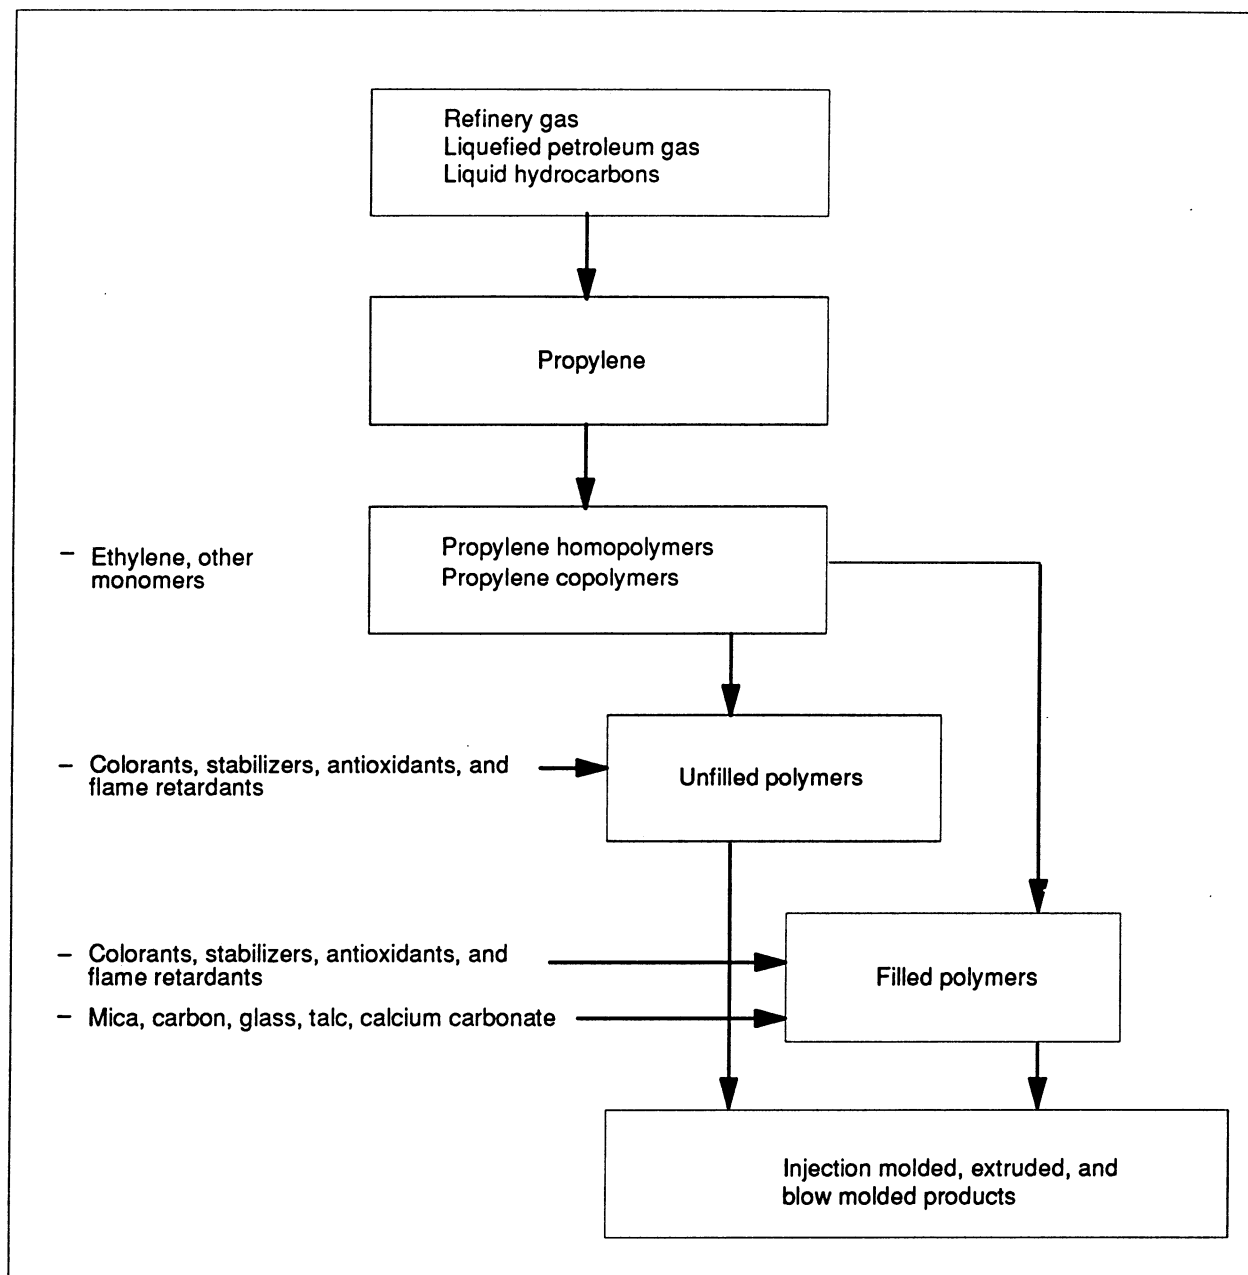 Refinery gas
Liquefied petroleum gas
Liquid hydrocarbons
Propylene
– Ethylene, other
monomers
Propylene homopolymers
Propylene copolymers
– Colorants, stabilizers, antioxidants, and
flame retardants
Unfilled polymers
– Colorants, stabilizers, antioxidants, and
flame retardants
– Mica, carbon, glass, talc, calcium carbonate
Filled polymers
Injection molded, extruded, and
blow molded products